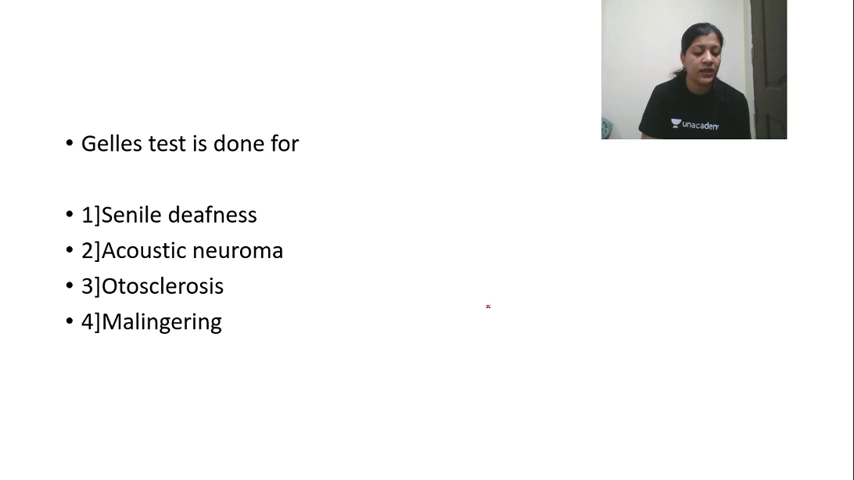 • Gelles test is done for
• 1]Senile deafness
• 2]Acoustic neuroma
• 3]Otosclerosis
• 4]Malingering
unacademy